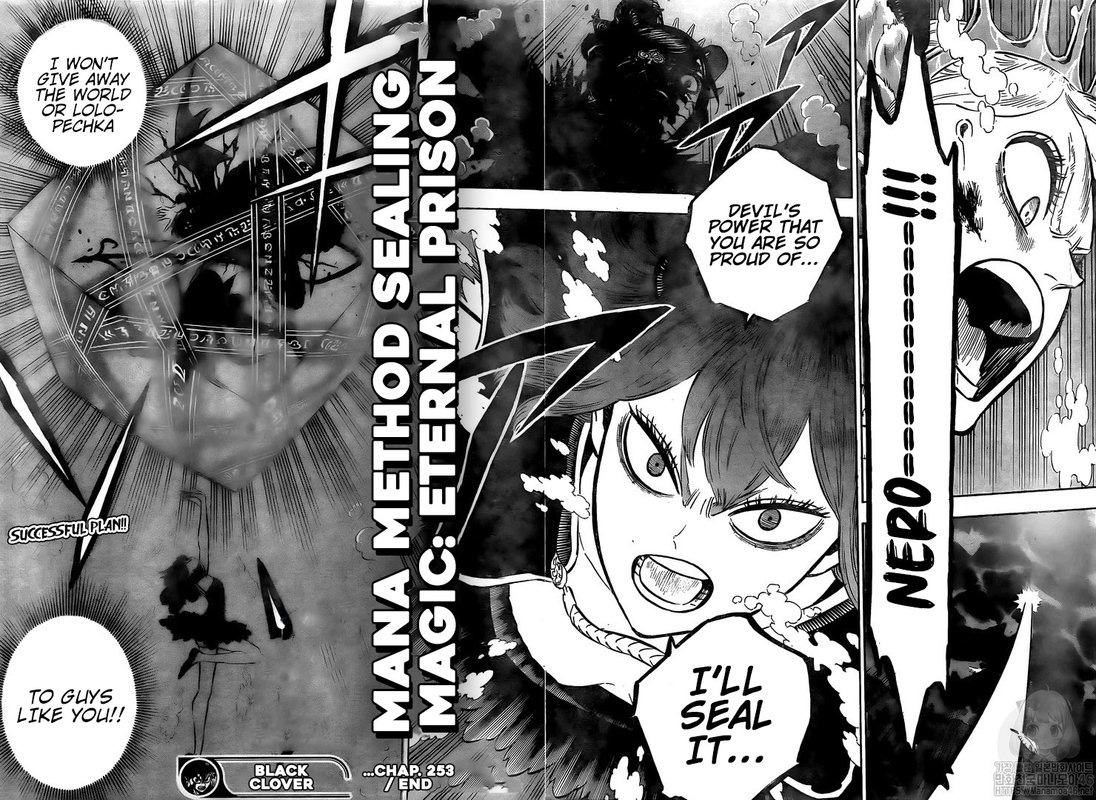 NERO------------!!!
DEVIL'S
POWER THAT
YOU ARE SO
PROUD OF...
I'LL
SEAL
IT...
MANA METHOD SEALING
MAGIC: ETERNAL PRISON
I WON'T
GIVE AWAY
THE WORLD
OR LOLO-
PECHKA
TO GUYS
LIKE YOU!!
SUCCESSFUL PLAN!!
BLACK
CLOVER
...CHAP. 253
/ END